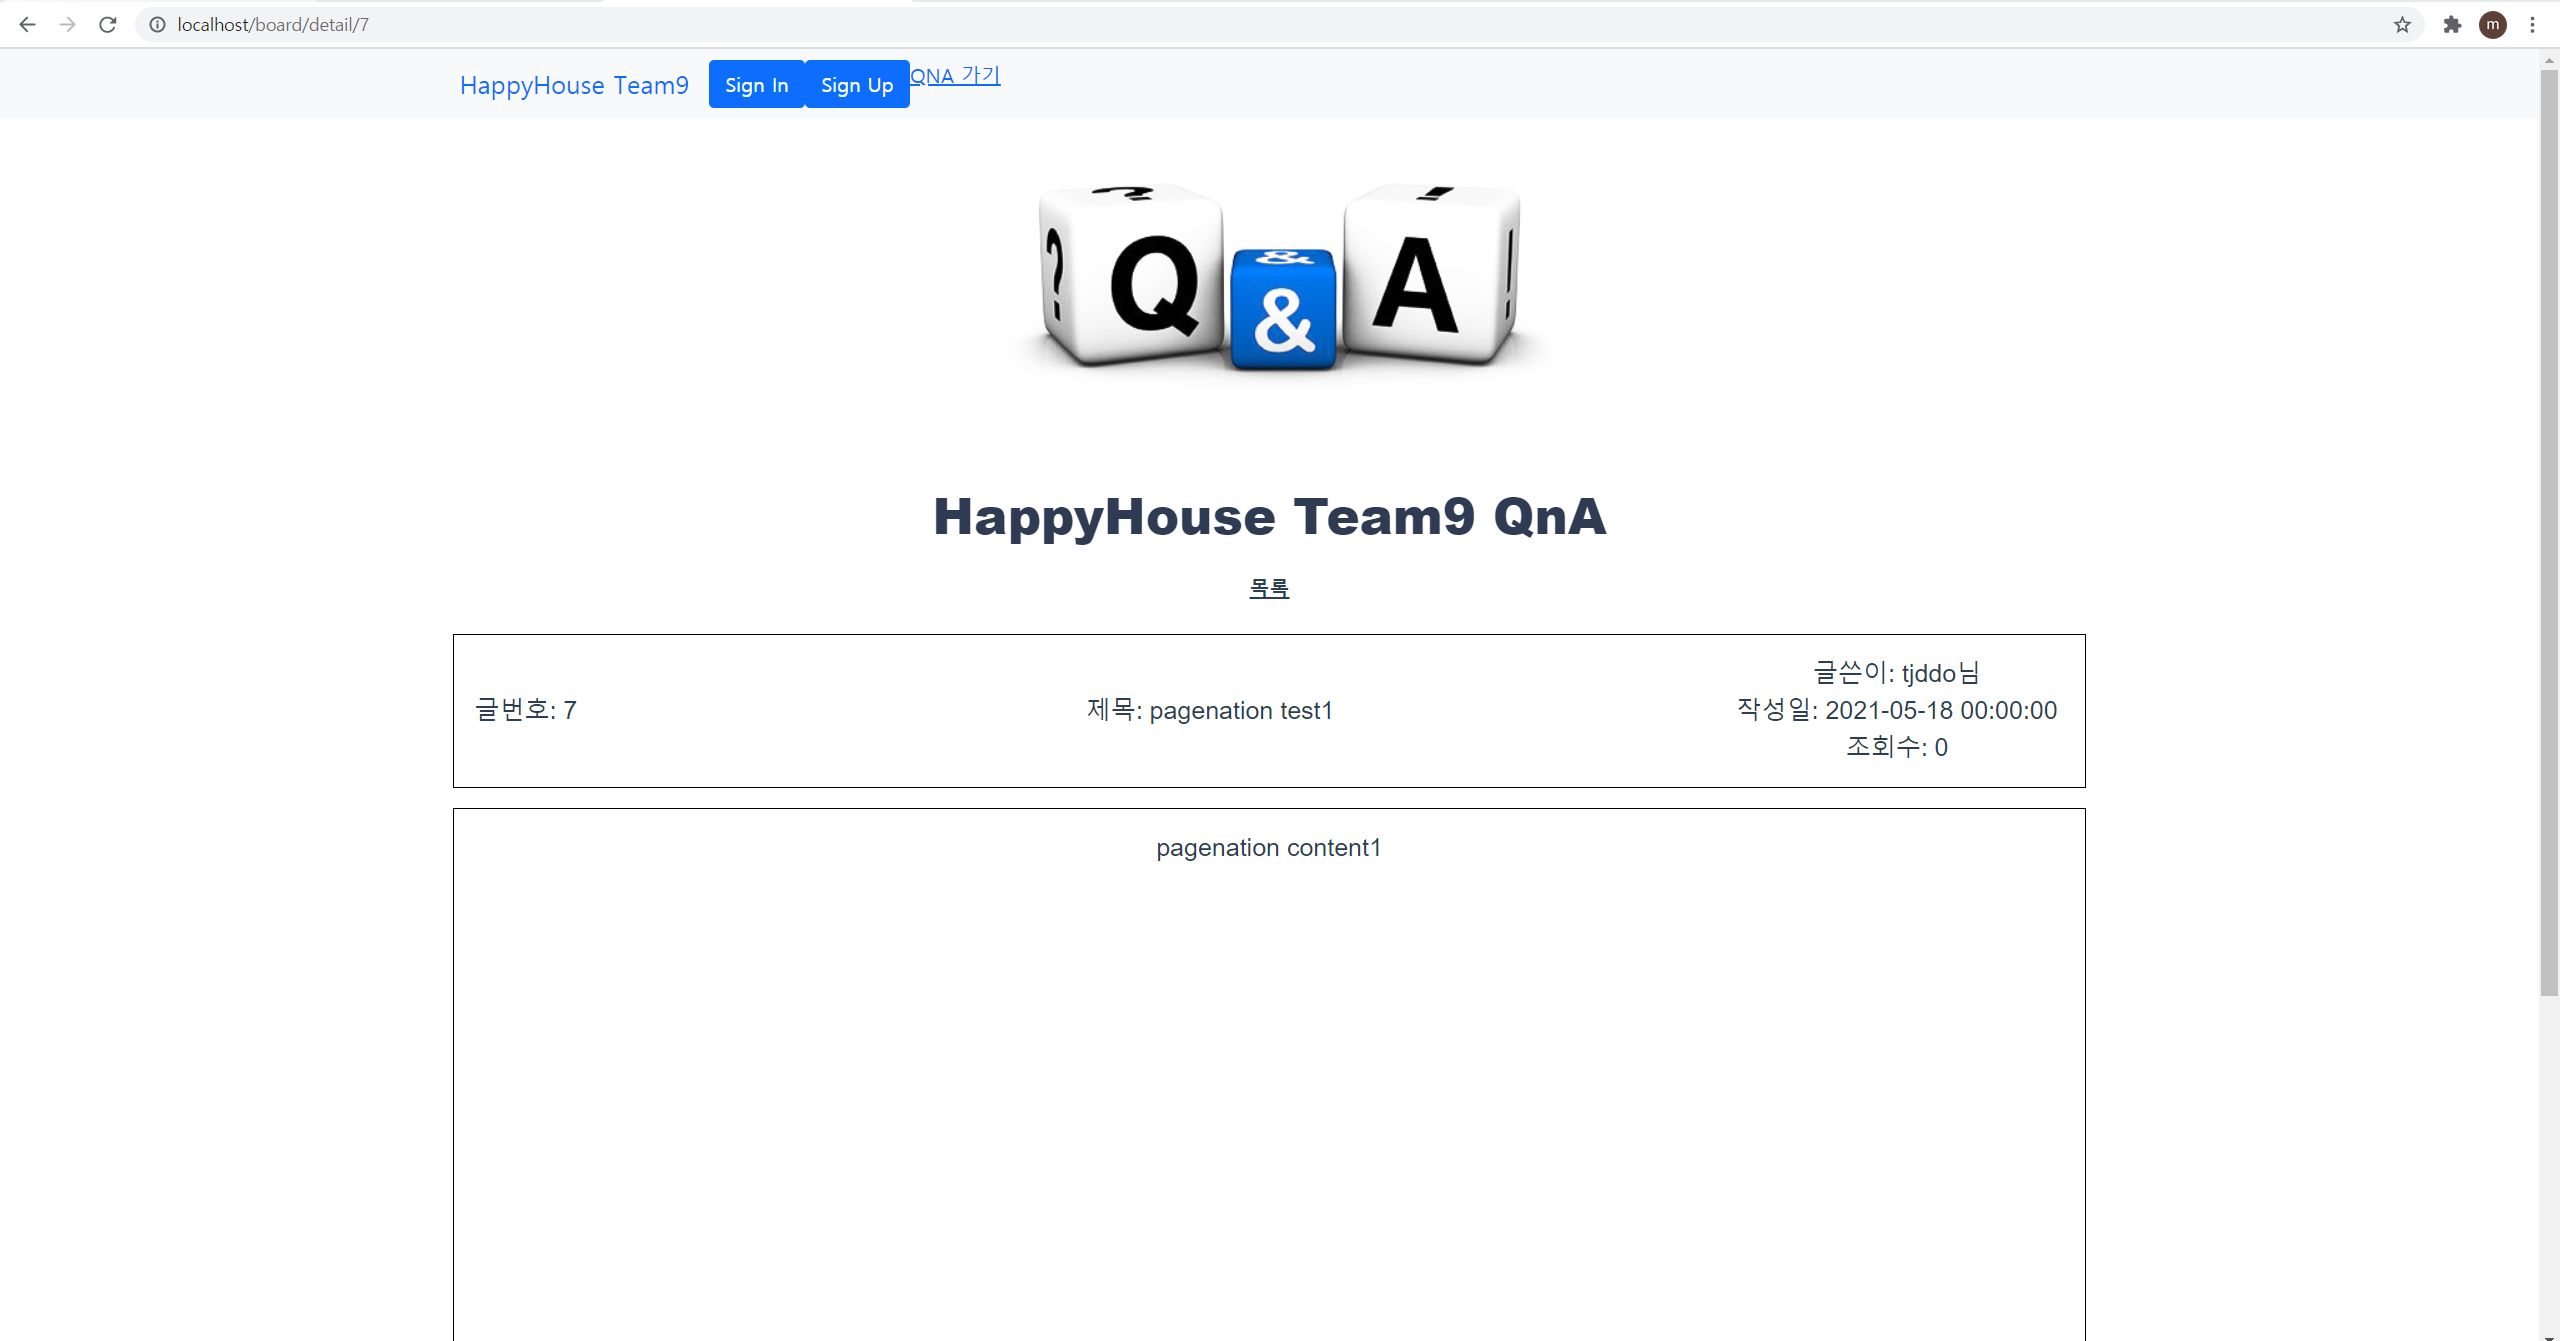 localhost/board/detail/7
m
HappyHouse Team9 Sign In Sign Up QNA 가기
? ! ? Q & & A !
HappyHouse Team9 QnA
목록
글번호: 7
제목: pagenation test1
글쓴이: tjddo님
작성일: 2021-05-18 00:00:00
조회수: 0
pagenation content1